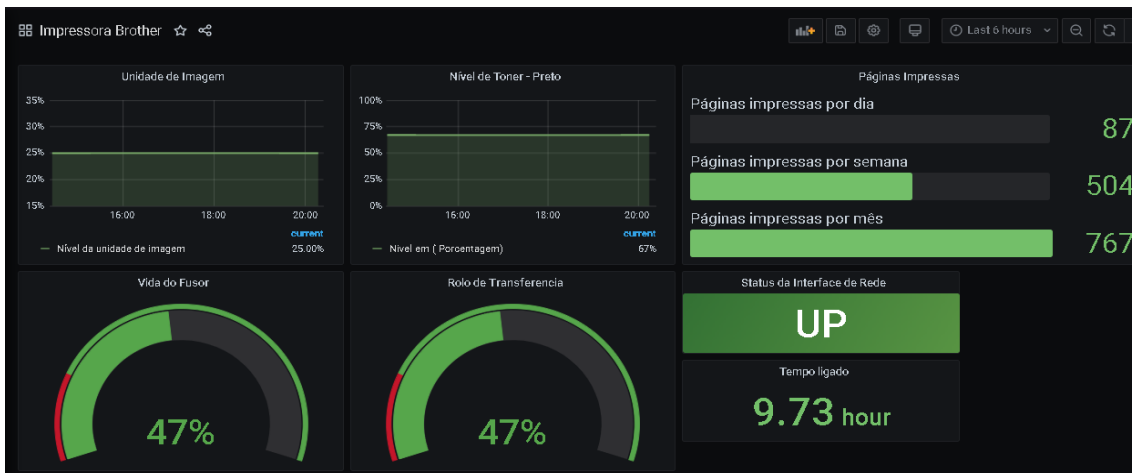 Impressora Brother
Last 6 hours
Unidade de Imagem
35%
30%
25%
20%
15%
16:00 18:00 20:00
current
Nível da unidade de imagem 25.00%
Nível de Toner - Preto
100%
75%
50%
25%
0%
16:00 18:00 20:00
current
Nivel em ( Porcentagem) 67%
Páginas Impressas
Páginas impressas por dia
87
Páginas impressas por semana
504
Páginas impressas por mês
767
Vida do Fusor
47%
Rolo de Transferencia
47%
Status da Interface de Rede
UP
Tempo ligado
9.73 hour